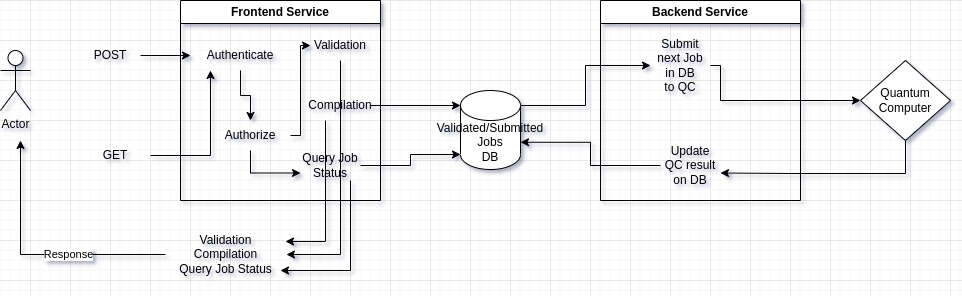 Frontend Service
Backend Service
POST
Authenticate
Validation
Submit
next Job
in DB
to QC
Actor
GET
Compilation
Authorize
Query Job
Status
Validated/Submitted
Jobs
DB
Quantum
Computer
Update
QC result
on DB
Response
Validation
Compilation
Query Job Status